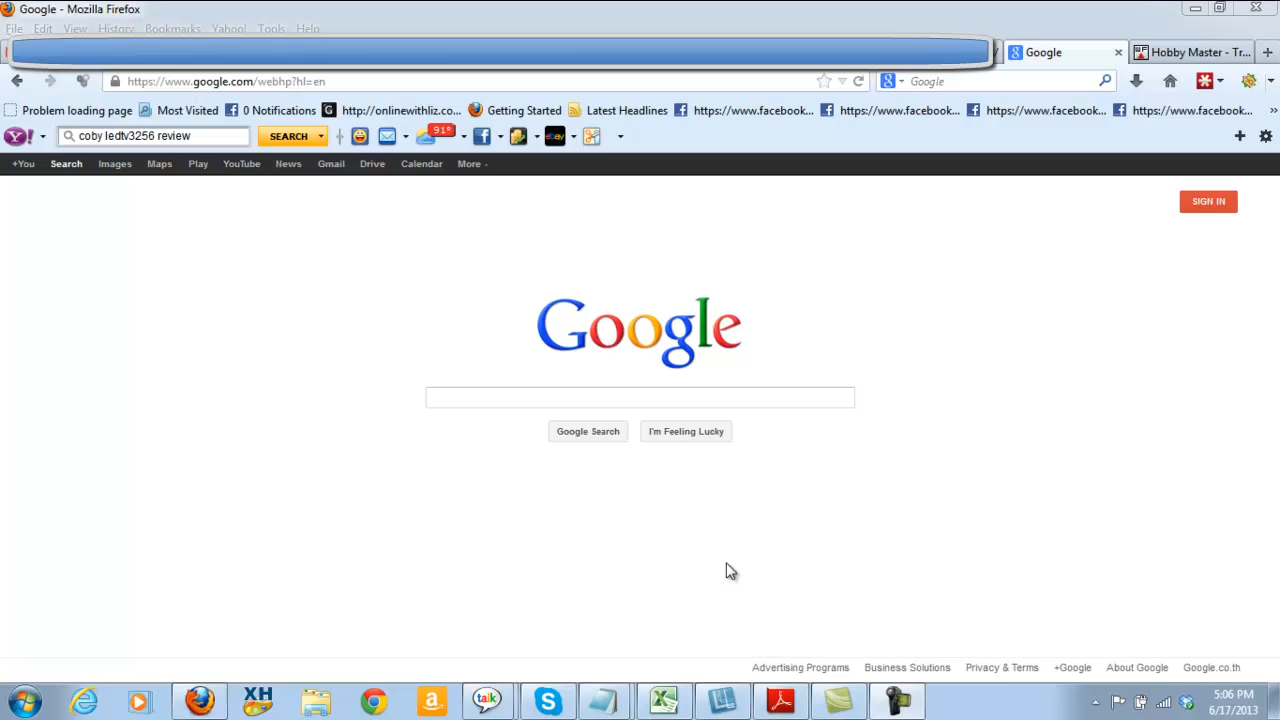 Google - Mozilla Firefox
File Edit View History Bookmarks Yahoo! Tools Help
Google × Hobby Master - Tr... +
https://www.google.com/webhp?hl=en Google
Problem loading page Most Visited 0 Notifications http://onlinewithliz.co... Getting Started Latest Headlines https://www.facebook... https://www.facebook... https://www.facebook... https://www.facebook...
Y! coby ledtv3256 review SEARCH 91° ebay
+You Search Images Maps Play YouTube News Gmail Drive Calendar More
SIGN IN
Google
Google Search I'm Feeling Lucky
Advertising Programs Business Solutions Privacy & Terms +Google About Google Google.co.th
XH a talk S
5:06 PM
6/17/2013